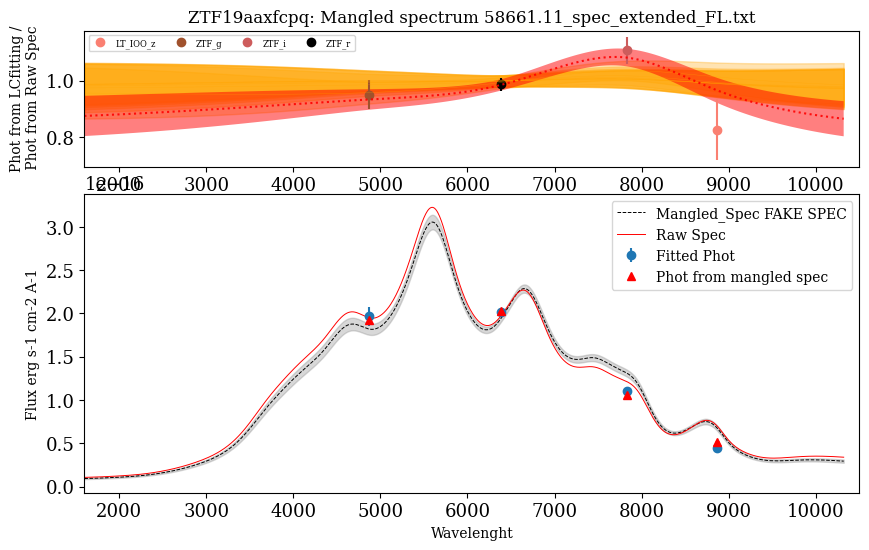 ZTF19aaxfcpq: Mangled spectrum 58661.11_spec_extended_FL.txt
Phot from LCfitting /
Phot from Raw Spec
LT_IOO_z ZTF_g ZTF_i ZTF_r
1.0
0.8
2000 3000 4000 5000 6000 7000 8000 9000 10000
1e−16
Flux erg s-1 cm-2 A-1
Mangled_Spec FAKE SPEC
Raw Spec
Fitted Phot
Phot from mangled spec
3.0
2.5
2.0
1.5
1.0
0.5
0.0
2000 3000 4000 5000 6000 7000 8000 9000 10000
Wavelenght